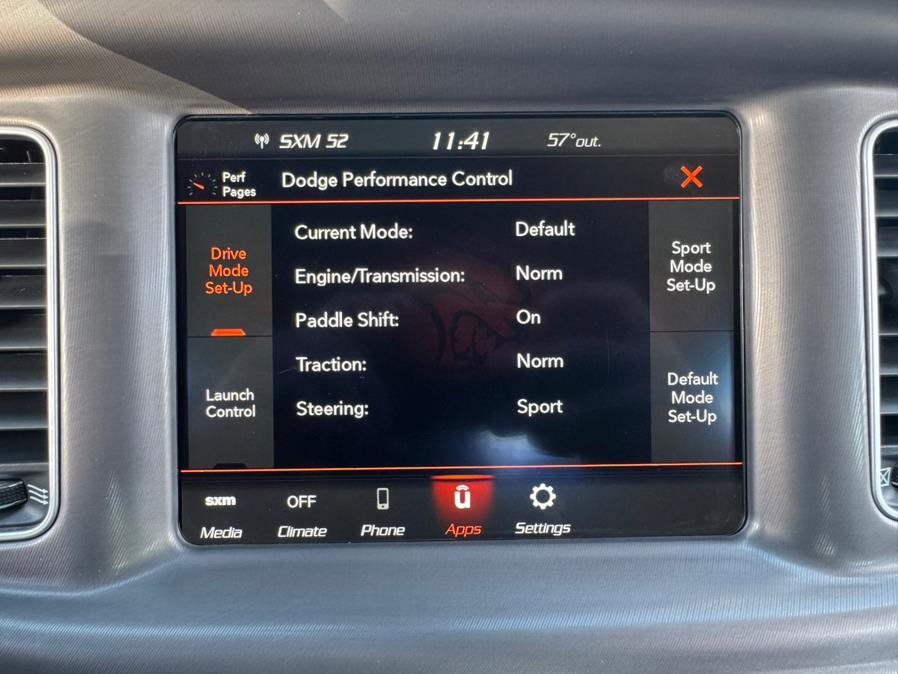 SXM 52 11:41 57° out.
Perf
Pages
Dodge Performance Control
Drive
Mode
Set-Up
Launch
Control
Current Mode: Default
Engine/Transmission: Norm
Paddle Shift: On
Traction: Norm
Steering: Sport
Sport
Mode
Set-Up
Default
Mode
Set-Up
sxm
Media
OFF
Climate
Phone
ū
Apps
Settings